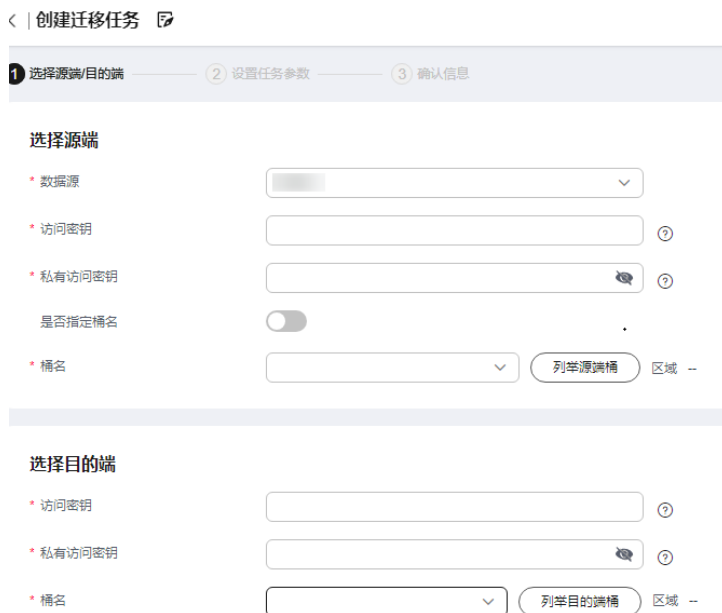 创建迁移任务
1 选择源端/目的端 2 设置任务参数 3 确认信息
选择源端
* 数据源
* 访问密钥
* 私有访问密钥
是否指定桶名
* 桶名 列举源端桶 区域 --
选择目的端
* 访问密钥
* 私有访问密钥
* 桶名 列举目的端桶 区域 --